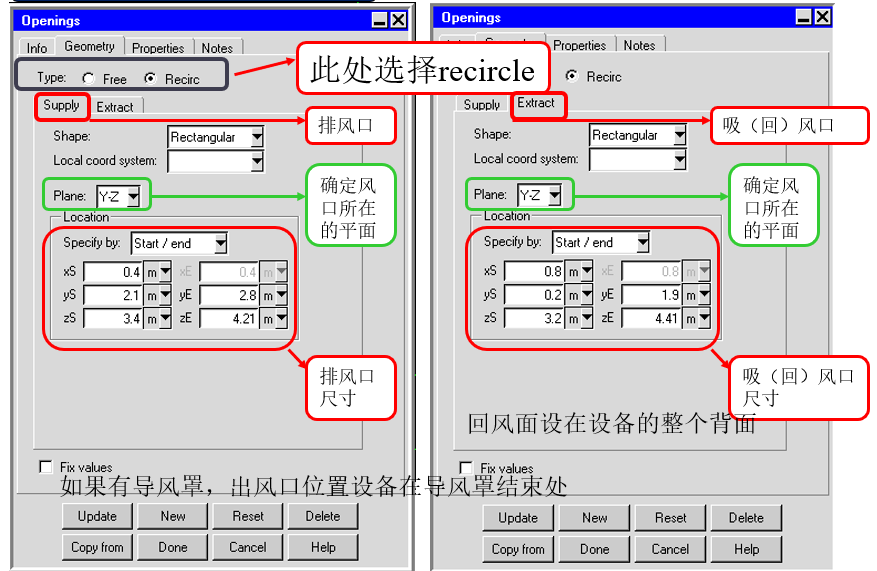 Openings
Info Geometry Properties Notes
Type: Free Recirc
此处选择recircle
Supply Extract
排风口
Shape: Rectangular
Local coord system:
Plane: Y-Z
确定风
口所在
的平面
Location
Specify by: Start / end
xS 0.4 m xE 0.4 m
yS 2.1 m yE 2.8 m
zS 3.4 m zE 4.21 m
排风口
尺寸
Fix values
如果有导风罩，出风口位置设备在导风罩结束处
Update New Reset Delete
Copy from Done Cancel Help
Openings
Properties Notes
Recirc
Supply Extract
吸（回）风口
Shape: Rectangular
Local coord system:
Plane: Y-Z
确定风
口所在
的平面
Location
Specify by: Start / end
xS 0.8 m xE 0.8 m
yS 0.2 m yE 1.9 m
zS 3.2 m zE 4.41 m
吸（回）风口
尺寸
回风面设在设备的整个背面
Fix values
Update New Reset Delete
Copy from Done Cancel Help